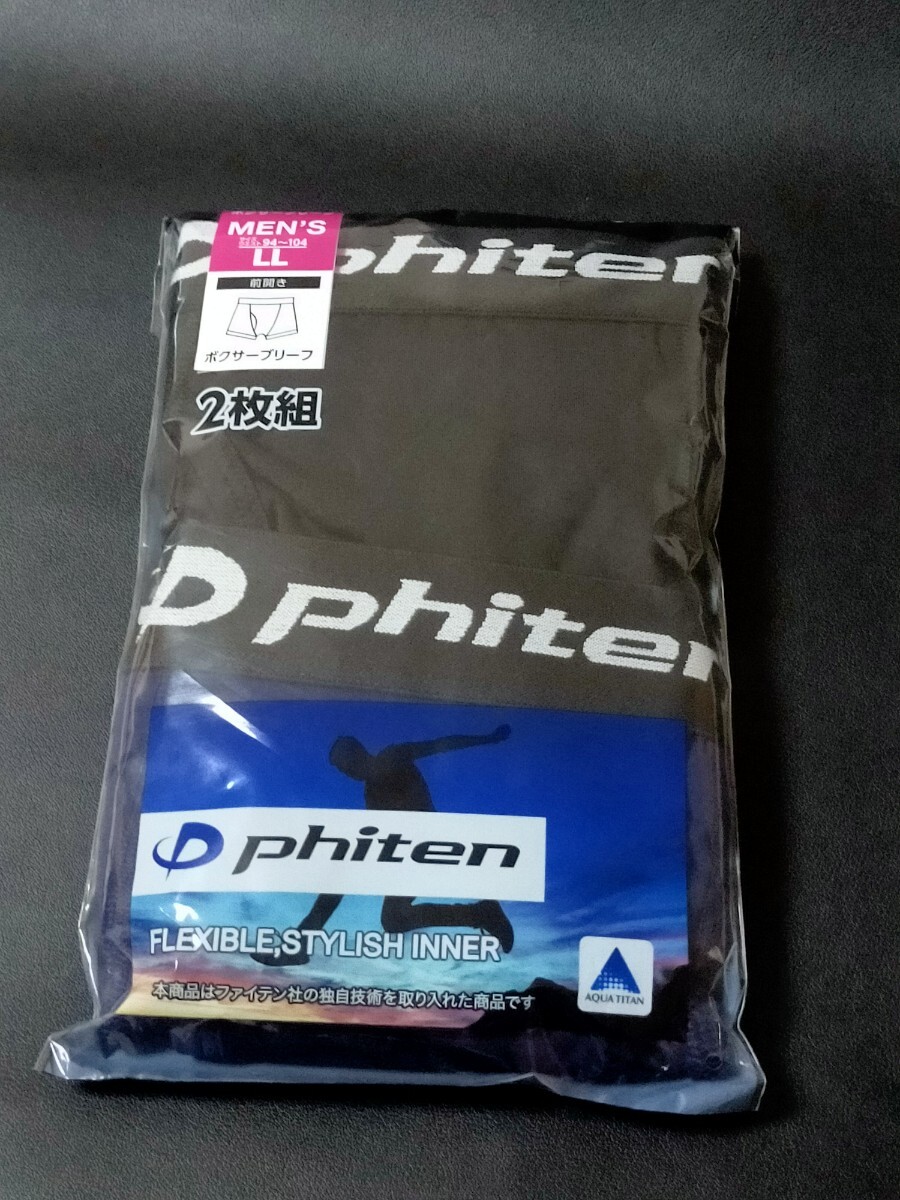 MEN'S
94~104
LL
前開き
ボクサーブリーフ
2枚組
phiten
phiten
phiten
FLEXIBLE,STYLISH INNER
本商品はファイテン社の独自技術を取り入れた商品です
AQUA TITAN